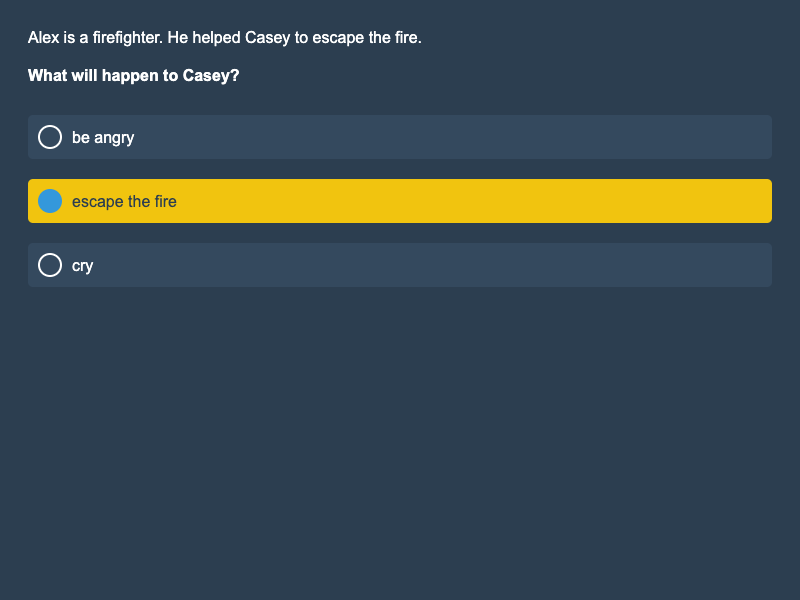 Alex is a firefighter. He helped Casey to escape the fire.
What will happen to Casey?
be angry
escape the fire
cry